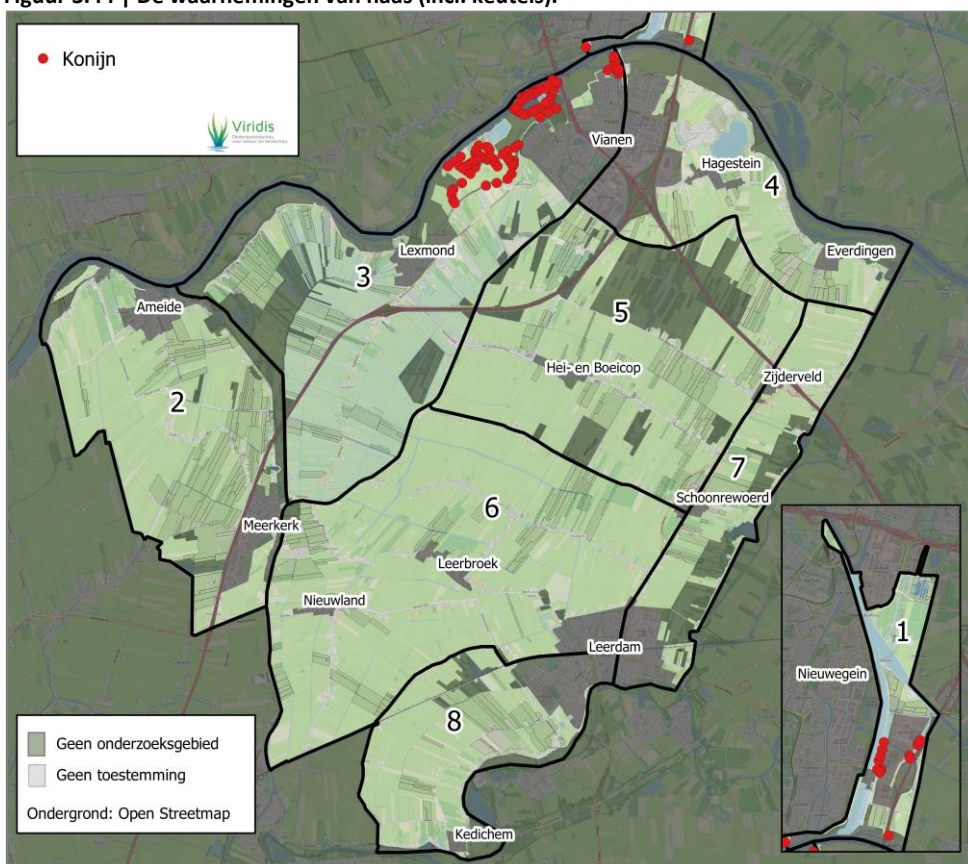 Figuur 3.44 | De waarnemingen van haas (incl. keutels).
Konijn
Viridis
Vianen
Hagestein
4
Lexmond
3
Everdingen
Ameide
5
Hei- en Boeicop
Zijderveld
2
7
Schoonrewoerd
6
Meerkerk
Leerbroek
1
Nieuwland
Leerdam
Nieuwegein
8
Geen onderzoeksgebied
Geen toestemming
Ondergrond: Open Streetmap
Kedichem